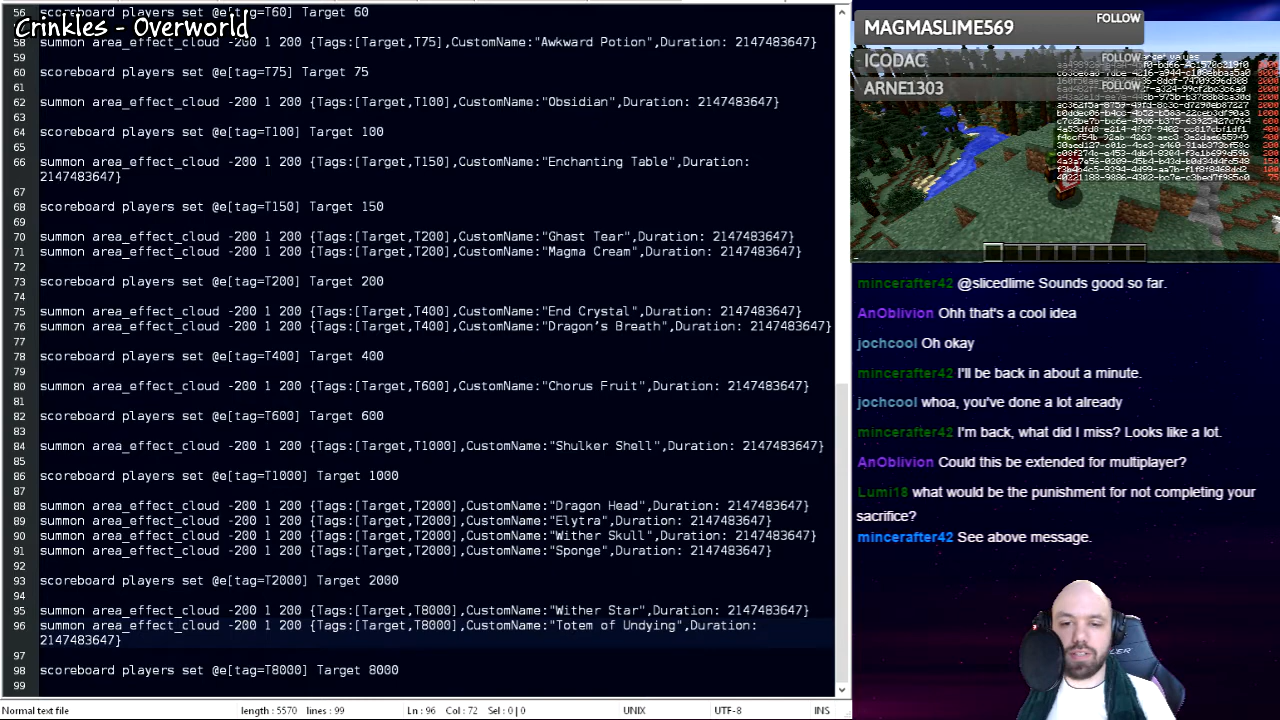 56 scoreboard players set @e[tag=T60] Target 60
Crinkles - Overworld
58 summon area_effect_cloud -200 1 200 {Tags:[Target,T75],CustomName:"Awkward Potion",Duration: 2147483647}
59
60 scoreboard players set @e[tag=T75] Target 75
61
62 summon area_effect_cloud -200 1 200 {Tags:[Target,T100],CustomName:"Obsidian",Duration: 2147483647}
63
64 scoreboard players set @e[tag=T100] Target 100
65
66 summon area_effect_cloud -200 1 200 {Tags:[Target,T150],CustomName:"Enchanting Table",Duration:
2147483647}
67
68 scoreboard players set @e[tag=T150] Target 150
69
70 summon area_effect_cloud -200 1 200 {Tags:[Target,T200],CustomName:"Ghast Tear",Duration: 2147483647}
71 summon area_effect_cloud -200 1 200 {Tags:[Target,T200],CustomName:"Magma Cream",Duration: 2147483647}
72
73 scoreboard players set @e[tag=T200] Target 200
74
75 summon area_effect_cloud -200 1 200 {Tags:[Target,T400],CustomName:"End Crystal",Duration: 2147483647}
76 summon area_effect_cloud -200 1 200 {Tags:[Target,T400],CustomName:"Dragon's Breath",Duration: 2147483647}
77
78 scoreboard players set @e[tag=T400] Target 400
79
80 summon area_effect_cloud -200 1 200 {Tags:[Target,T600],CustomName:"Chorus Fruit",Duration: 2147483647}
81
82 scoreboard players set @e[tag=T600] Target 600
83
84 summon area_effect_cloud -200 1 200 {Tags:[Target,T1000],CustomName:"Shulker Shell",Duration: 2147483647}
85
86 scoreboard players set @e[tag=T1000] Target 1000
87
88 summon area_effect_cloud -200 1 200 {Tags:[Target,T2000],CustomName:"Dragon Head",Duration: 2147483647}
89 summon area_effect_cloud -200 1 200 {Tags:[Target,T2000],CustomName:"Elytra",Duration: 2147483647}
90 summon area_effect_cloud -200 1 200 {Tags:[Target,T2000],CustomName:"Wither Skull",Duration: 2147483647}
91 summon area_effect_cloud -200 1 200 {Tags:[Target,T2000],CustomName:"Sponge",Duration: 2147483647}
92
93 scoreboard players set @e[tag=T2000] Target 2000
94
95 summon area_effect_cloud -200 1 200 {Tags:[Target,T8000],CustomName:"Wither Star",Duration: 2147483647}
96 summon area_effect_cloud -200 1 200 {Tags:[Target,T8000],CustomName:"Totem of Undying",Duration:
2147483647}
97
98 scoreboard players set @e[tag=T8000] Target 8000
99
Normal text file length : 5570 lines : 99 Ln : 96 Col : 72 Sel : 0 | 0 UNIX UTF-8 INS
MAGMASLIME569 FOLLOW
ICODAC FOLLOW
ARNE1303 FOLLOW
values
mincerafter42 @slicedlime Sounds good so far.
AnOblivion Ohh that's a cool idea
jochcool Oh okay
mincerafter42 I'll be back in about a minute.
jochcool whoa, you've done a lot already
mincerafter42 I'm back, what did I miss? Looks like a lot.
AnOblivion Could this be extended for multiplayer?
Lumi18 what would be the punishment for not completing your
sacrifice?
mincerafter42 See above message.